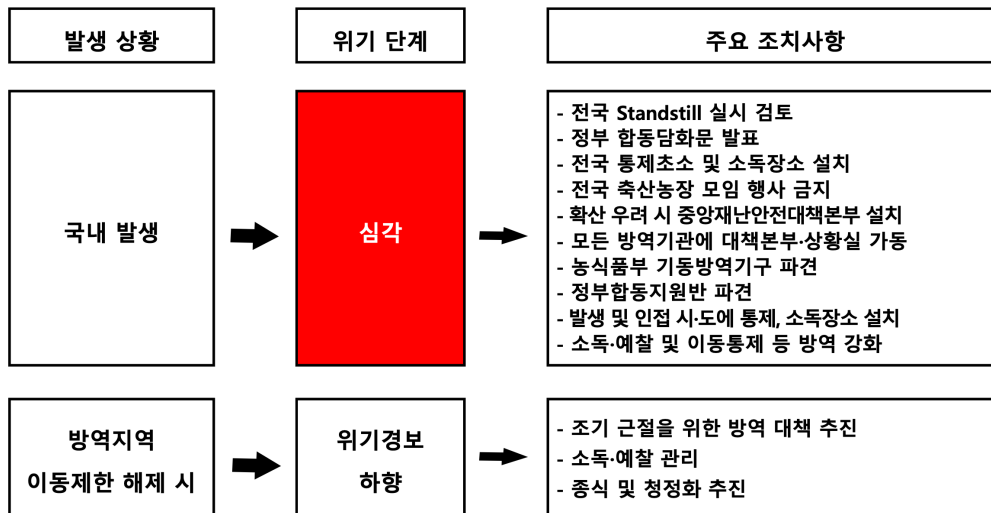 발생 상황
위기 단계
주요 조치사항
국내 발생
심각
- 전국 Standstill 실시 검토
- 정부 합동담화문 발표
- 전국 통제초소 및 소독장소 설치
- 전국 축산농장 모임 행사 금지
- 확산 우려 시 중앙재난안전대책본부 설치
- 모든 방역기관에 대책본부·상황실 가동
- 농식품부 기동방역기구 파견
- 정부합동지원반 파견
- 발생 및 인접 시·도에 통제, 소독장소 설치
- 소독·예찰 및 이동통제 등 방역 강화
방역지역
이동제한 해제 시
위기경보
하향
- 조기 근절을 위한 방역 대책 추진
- 소독·예찰 관리
- 종식 및 청정화 추진